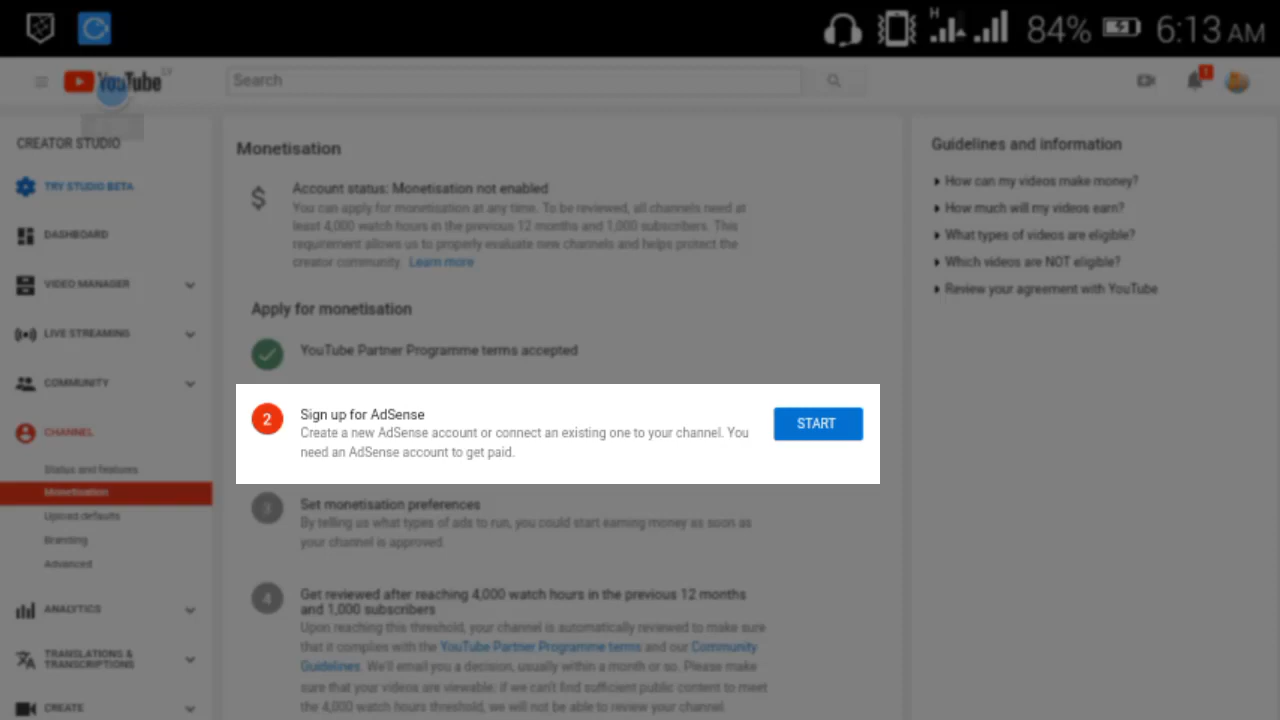 H
84%
6:13 AM
YouTube
Search
1
CREATOR STUDIO
TRY STUDIO BETA
DASHBOARD
VIDEO MANAGER
LIVE STREAMING
COMMUNITY
CHANNEL
Status and features
Monetisation
Upload defaults
Branding
Advanced
ANALYTICS
TRANSLATIONS &
TRANSCRIPTIONS
CREATE
Monetisation
$
Account status: Monetisation not enabled
You can apply for monetisation at any time. To be reviewed, all channels need at
least 4,000 watch hours in the previous 12 months and 1,000 subscribers. This
requirement allows us to properly evaluate new channels and helps protect the
creator community. Learn more
Apply for monetisation
YouTube Partner Programme terms accepted
2
Sign up for AdSense
Create a new AdSense account or connect an existing one to your channel. You
need an AdSense account to get paid.
START
3
Set monetisation preferences
By telling us what types of ads to run, you could start earning money as soon as
your channel is approved.
4
Get reviewed after reaching 4,000 watch hours in the previous 12 months
and 1,000 subscribers
Upon reaching this threshold, your channel is automatically reviewed to make sure
that it complies with the YouTube Partner Programme terms and our Community
Guidelines. We'll email you a decision, usually within a month or so. Please make
sure that your videos are viewable: if we can't find sufficient public content to meet
the 4,000 watch hours threshold, we will not be able to review your channel.
Guidelines and information
How can my videos make money?
How much will my videos earn?
What types of videos are eligible?
Which videos are NOT eligible?
Review your agreement with YouTube